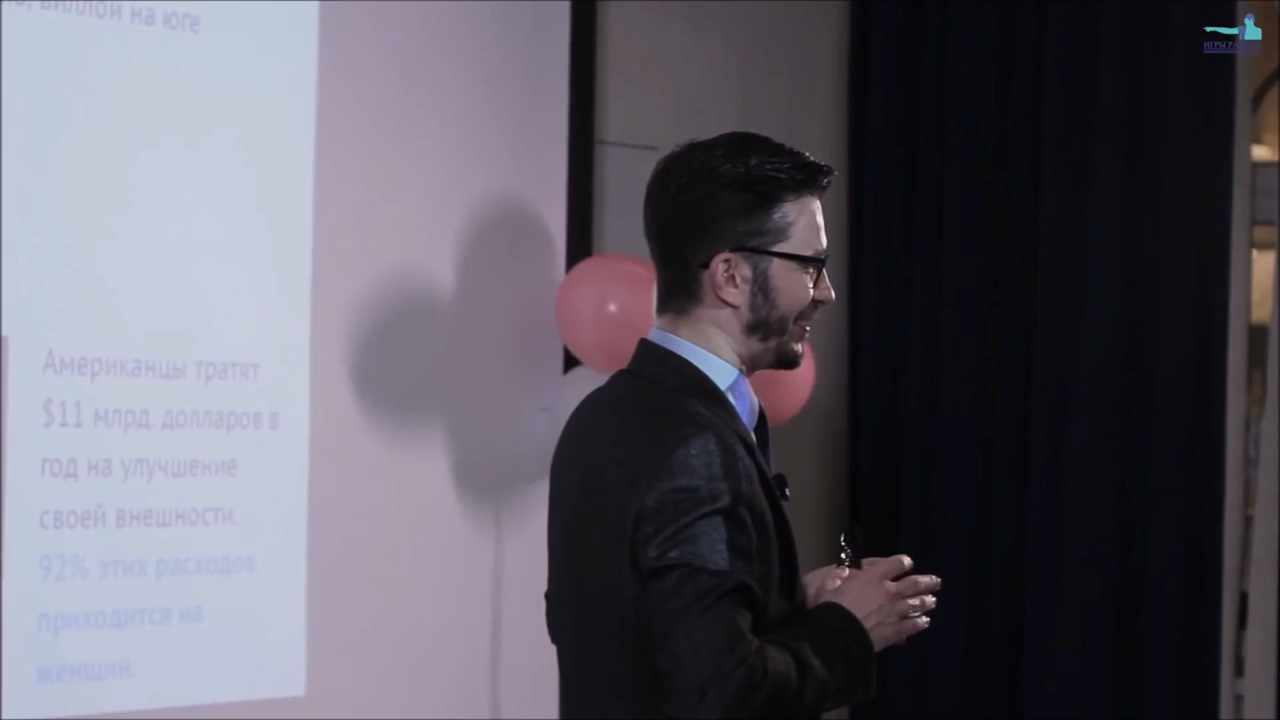 виллой на юге
Американцы тратят
$11 млрд. долларов в
год на улучшение
своей внешности.
92% этих расходов
приходится на
женщин.
ИГРЫ